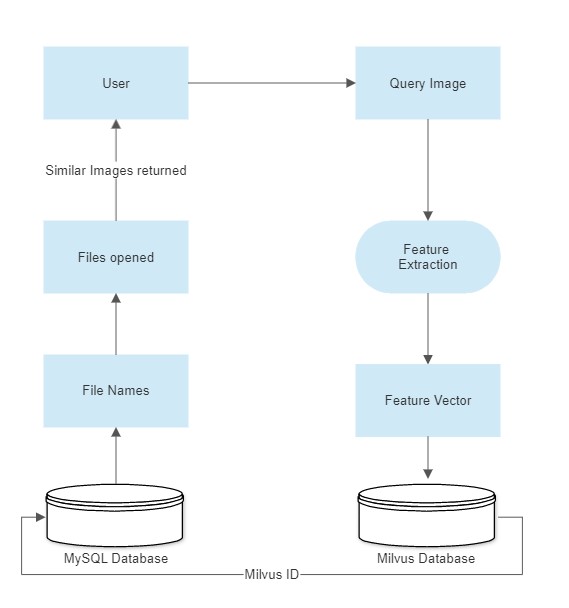 User
Query Image
Similar Images returned
Files opened
Feature
Extraction
File Names
Feature Vector
MySQL Database
Milvus Database
Milvus ID